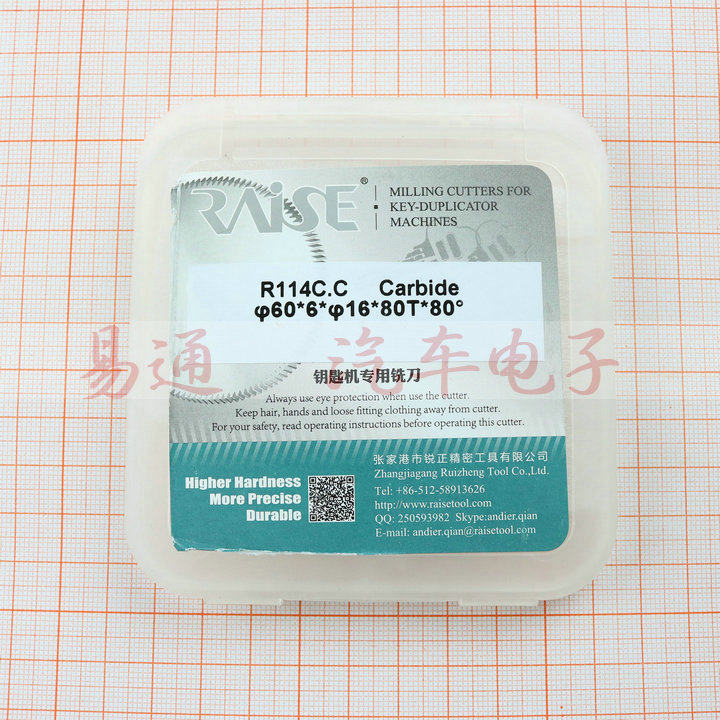 RAISE®
MILLING CUTTERS FOR
KEY-DUPLICATOR
MACHINES
R114C.C Carbide
φ60*6*φ16*80T*80°
易通 汽车电子
钥匙机专用铣刀
Always use eye protection when use the cutter.
Keep hair, hands and loose fitting clothing away from cutter.
For your safety, read operating instructions before operating this cutter.
张家港市锐正精密工具有限公司
Zhangjiagang Ruizheng Tool Co.,Ltd.
Higher Hardness
More Precise
Durable
Tel: +86-512-58913626
http://www.raisetool.com
QQ: 250593982 Skype:andier.qian
E-mail: andier.qian@raisetool.com